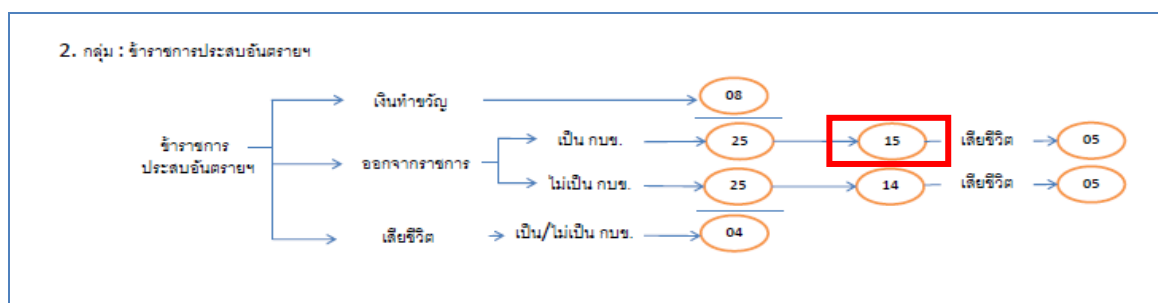 2. กลุ่ม : ข้าราชการประสบอันตรายฯ
เงินทำขวัญ 08
ข้าราชการ
ประสบอันตรายฯ
เป็น กบข. 25 15 เสียชีวิต 05
ออกจากราชการ
ไม่เป็น กบข. 25 14 เสียชีวิต 05
เสียชีวิต เป็น/ไม่เป็น กบข. 04